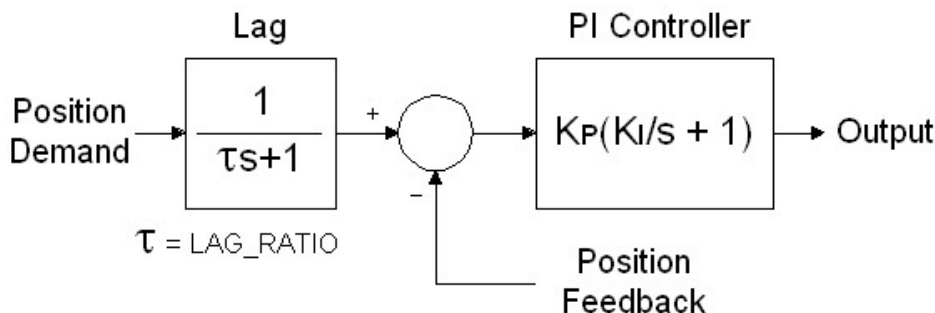 Lag
PI Controller
Position
Demand
1
τs+1
+
−
KP(KI/s + 1)
Output
τ = LAG_RATIO
Position
Feedback